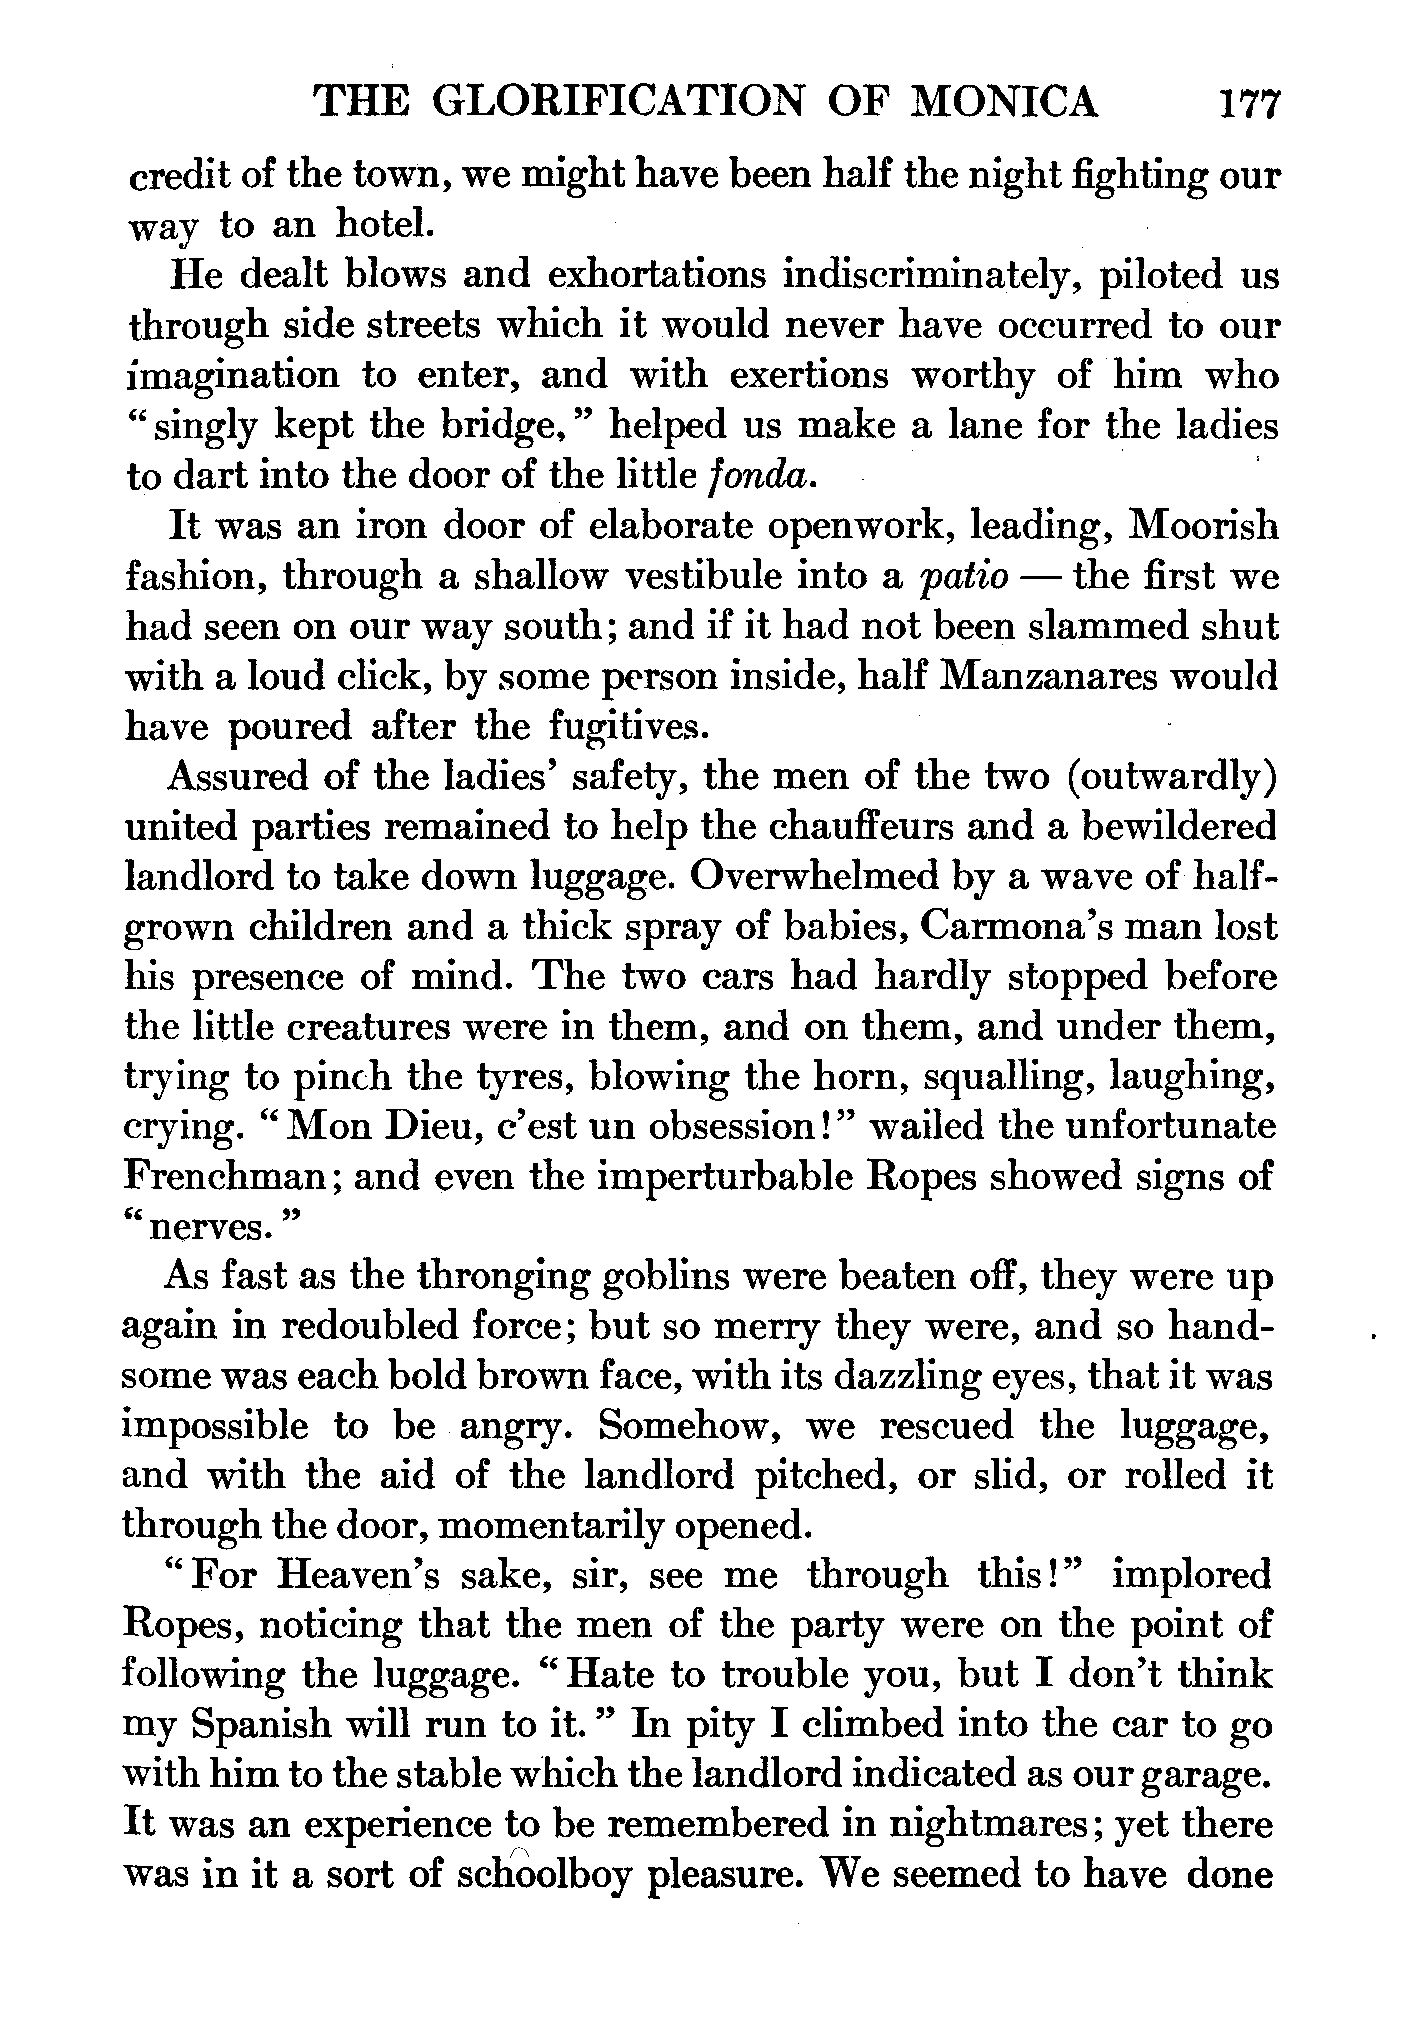 THE GLORIFICATION OF MONICA 177
credit of the town, we might have been half the night fighting our
way to an hotel.
He dealt blows and exhortations indiscriminately, piloted us
through side streets which it would never have occurred to our
imagination to enter, and with exertions worthy of him who
“singly kept the bridge,” helped us make a lane for the ladies
to dart into the door of the little fonda.
It was an iron door of elaborate openwork, leading, Moorish
fashion, through a shallow vestibule into a patio — the first we
had seen on our way south; and if it had not been slammed shut
with a loud click, by some person inside, half Manzanares would
have poured after the fugitives.
Assured of the ladies’ safety, the men of the two (outwardly)
united parties remained to help the chauffeurs and a bewildered
landlord to take down luggage. Overwhelmed by a wave of half-
grown children and a thick spray of babies, Carmona’s man lost
his presence of mind. The two cars had hardly stopped before
the little creatures were in them, and on them, and under them,
trying to pinch the tyres, blowing the horn, squalling, laughing,
crying. “Mon Dieu, c’est un obsession!” wailed the unfortunate
Frenchman; and even the imperturbable Ropes showed signs of
“nerves.”
As fast as the thronging goblins were beaten off, they were up
again in redoubled force; but so merry they were, and so hand-
some was each bold brown face, with its dazzling eyes, that it was
impossible to be angry. Somehow, we rescued the luggage,
and with the aid of the landlord pitched, or slid, or rolled it
through the door, momentarily opened.
“For Heaven’s sake, sir, see me through this!” implored
Ropes, noticing that the men of the party were on the point of
following the luggage. “Hate to trouble you, but I don’t think
my Spanish will run to it.” In pity I climbed into the car to go
with him to the stable which the landlord indicated as our garage.
It was an experience to be remembered in nightmares; yet there
was in it a sort of schoolboy pleasure. We seemed to have done